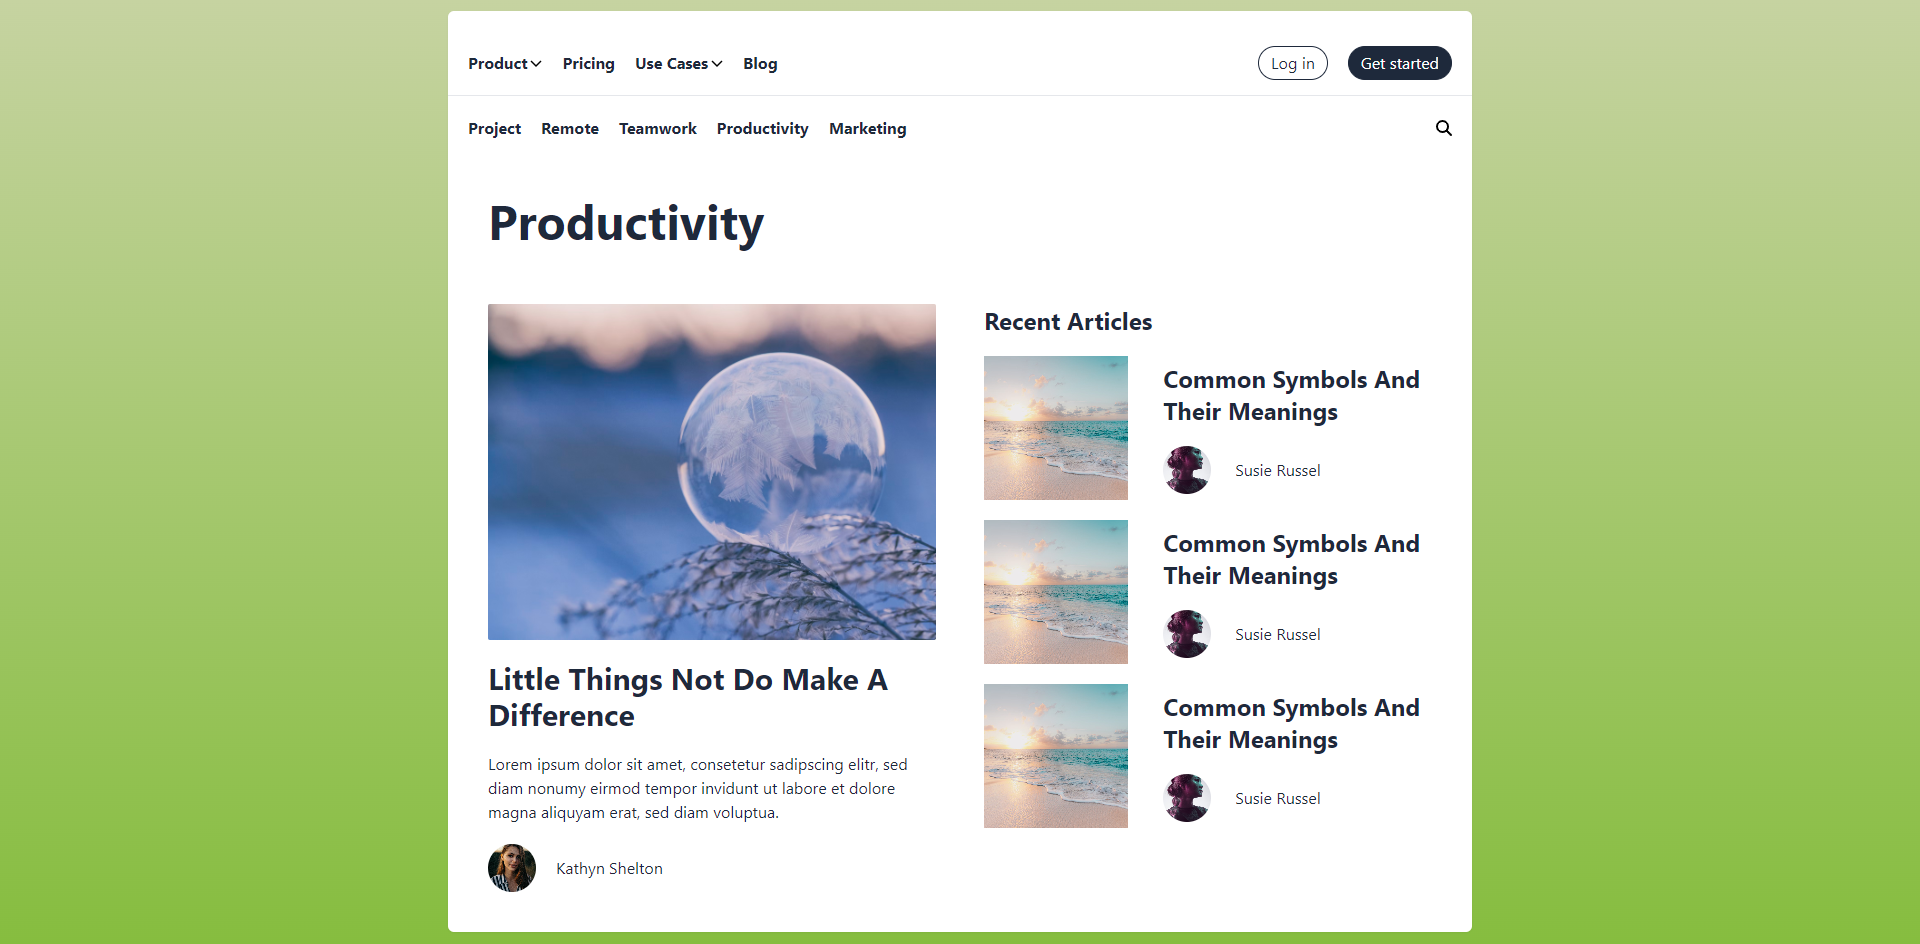 Product Pricing Use Cases Blog Log in Get started
Project Remote Teamwork Productivity Marketing
Productivity
Little Things Not Do Make A
Difference
Lorem ipsum dolor sit amet, consetetur sadipscing elitr, sed
diam nonumy eirmod tempor invidunt ut labore et dolore
magna aliquyam erat, sed diam voluptua.
Kathyn Shelton
Recent Articles
Common Symbols And
Their Meanings
Susie Russel
Common Symbols And
Their Meanings
Susie Russel
Common Symbols And
Their Meanings
Susie Russel